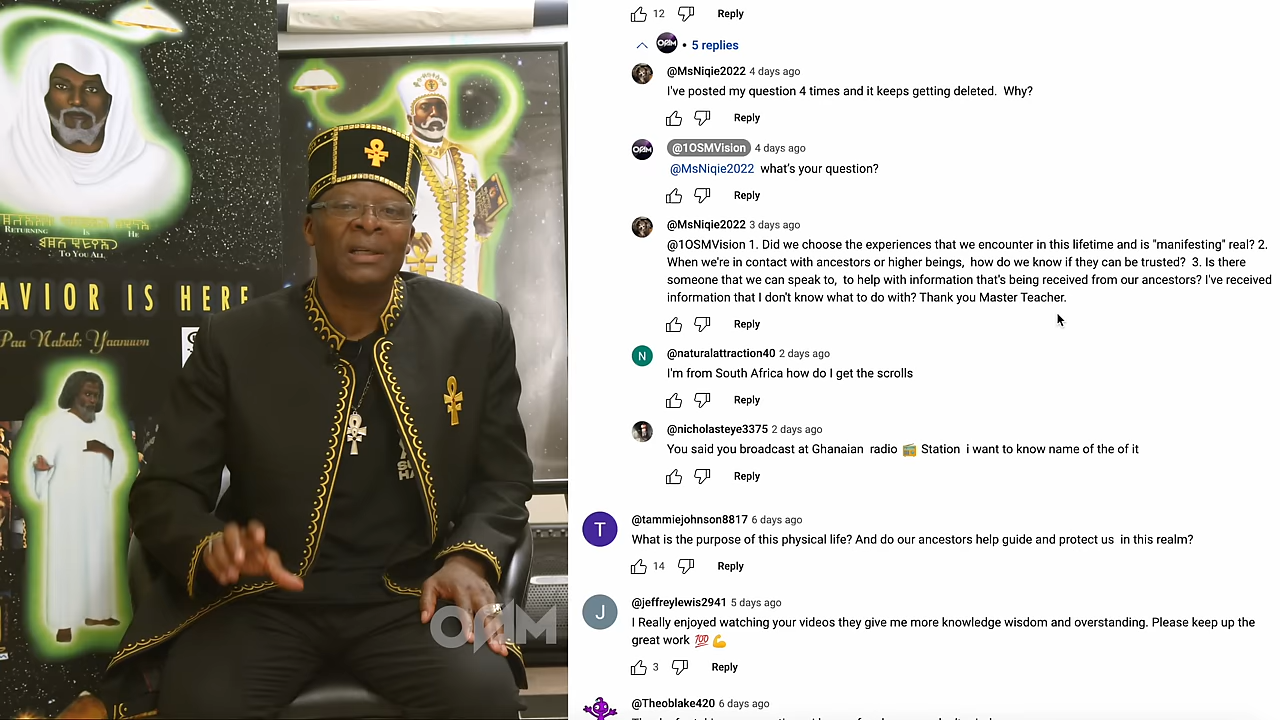 RETURNING IS HE
TO YOU ALL
AVIOR IS HERE
Paa Nabab: Yaanuwn
OSAM
12 Reply
5 replies
@MsNiqie2022 4 days ago
I've posted my question 4 times and it keeps getting deleted. Why?
Reply
@1OSMVision 4 days ago
@MsNiqie2022 what's your question?
Reply
@MsNiqie2022 3 days ago
@1OSMVision 1. Did we choose the experiences that we encounter in this lifetime and is "manifesting" real? 2.
When we're in contact with ancestors or higher beings, how do we know if they can be trusted? 3. Is there
someone that we can speak to, to help with information that's being received from our ancestors? I've received
information that I don't know what to do with? Thank you Master Teacher.
Reply
N
@naturalattraction40 2 days ago
I'm from South Africa how do I get the scrolls
Reply
@nicholasteye3375 2 days ago
You said you broadcast at Ghanaian radio 📻 Station i want to know name of the of it
Reply
T
@tammiejohnson8817 6 days ago
What is the purpose of this physical life? And do our ancestors help guide and protect us in this realm?
14 Reply
J
@jeffreylewis2941 5 days ago
I Really enjoyed watching your videos they give me more knowledge wisdom and overstanding. Please keep up the
great work 💯 💪
3 Reply
@Theoblake420 6 days ago